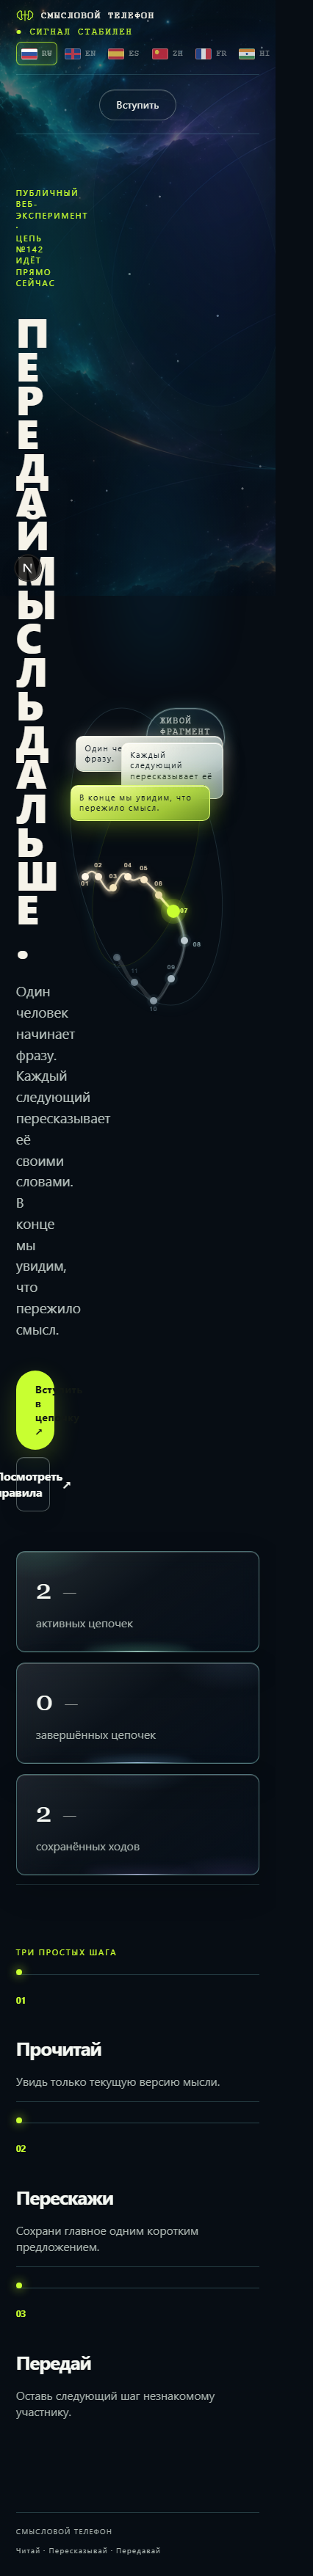 СМЫСЛОВОЙ ТЕЛЕФОН
СИГНАЛ СТАБИЛЕН
RU EN ES ZH FR HI
Вступить
ПУБЛИЧНЫЙ
ВЕБ-
ЭКСПЕРИМЕНТ
·
ЦЕПЬ
№142
ИДЁТ
ПРЯМО
СЕЙЧАС
П
Е
Р
Е
Д
А
Й
М
Ы
С
Л
Ь
Д
А
Л
Ь
Ш
Е
.
N
ЖИВОЙ
ФРАГМЕНТ
Один
фразу.
Каждый
следующий
пересказывает её
В конце мы увидим, что
пережило смысл.
01
02
03
04
05
06
07
08
09
10
11
Один
человек
начинает
фразу.
Каждый
следующий
пересказывает
её
своими
словами.
В
конце
мы
увидим,
что
пережило
смысл.
Вступить
в
цепочку
↗
Посмотреть
правила ↗
2 —
активных цепочек
0 —
завершённых цепочек
2 —
сохранённых ходов
ТРИ ПРОСТЫХ ШАГА
01
Прочитай
Увидь только текущую версию мысли.
02
Перескажи
Сохрани главное одним коротким
предложением.
03
Передай
Оставь следующий шаг незнакомому
участнику.
СМЫСЛОВОЙ ТЕЛЕФОН
Читай · Пересказывай · Передавай